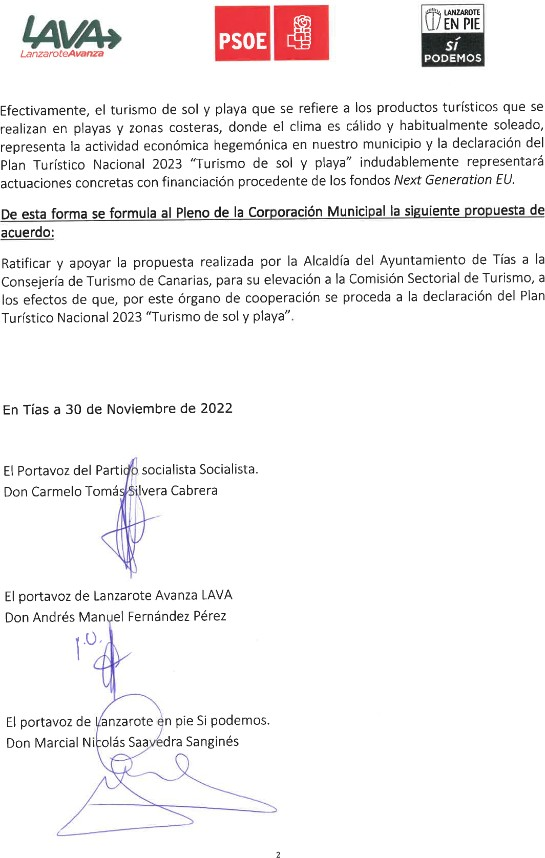 LAVA
LanzaroteAvanza
PSOE
LANZAROTE
EN PIE
SÍ
PODEMOS
Efectivamente, el turismo de sol y playa que se refiere a los productos turísticos que se
realizan en playas y zonas costeras, donde el clima es cálido y habitualmente soleado,
representa la actividad económica hegemónica en nuestro municipio y la declaración del
Plan Turístico Nacional 2023 “Turismo de sol y playa” indudablemente representará
actuaciones concretas con financiación procedente de los fondos Next Generation EU.
De esta forma se formula al Pleno de la Corporación Municipal la siguiente propuesta de
acuerdo:
Ratificar y apoyar la propuesta realizada por la Alcaldía del Ayuntamiento de Tías a la
Consejería de Turismo de Canarias, para su elevación a la Comisión Sectorial de Turismo, a
los efectos de que, por este órgano de cooperación se proceda a la declaración del Plan
Turístico Nacional 2023 “Turismo de sol y playa”.
En Tías a 30 de Noviembre de 2022
El Portavoz del Partido socialista Socialista.
Don Carmelo Tomás Silvera Cabrera
El portavoz de Lanzarote Avanza LAVA
Don Andrés Manuel Fernández Pérez
El portavoz de Lanzarote en pie Si podemos.
Don Marcial Nicolás Saavedra Sanginés
2